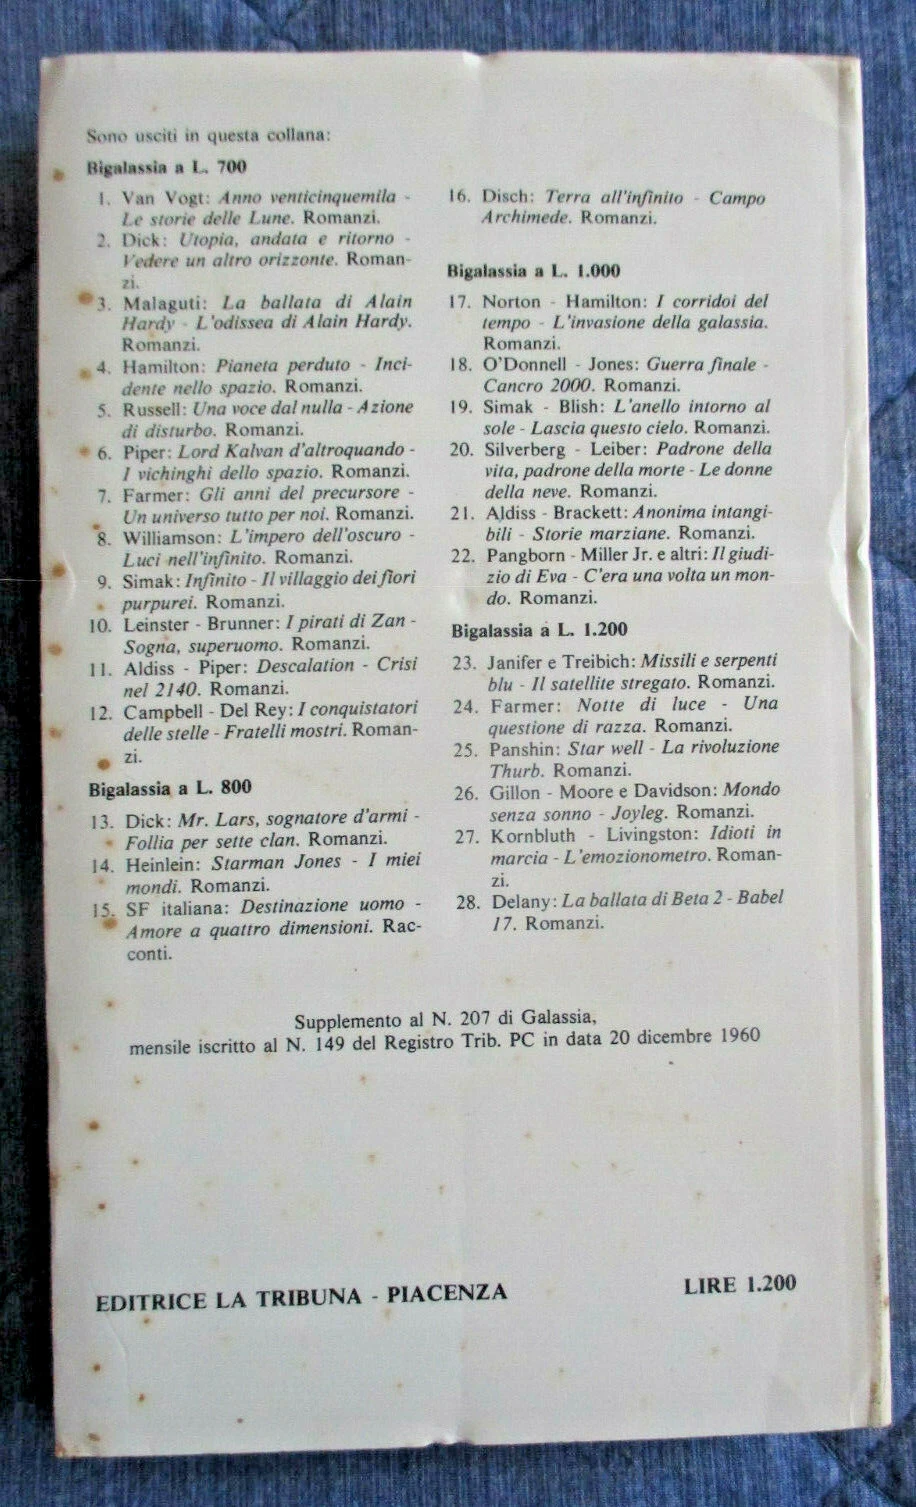 Sono usciti in questa collana:
Bigalassia a L. 700
1. Van Vogt: Anno venticinquemila -
Le storie delle Lune. Romanzi.
2. Dick: Utopia, andata e ritorno -
Vedere un altro orizzonte. Roman-
zi.
3. Malaguti: La ballata di Alain
Hardy - L'odissea di Alain Hardy.
Romanzi.
4. Hamilton: Pianeta perduto - Inci-
dente nello spazio. Romanzi.
5. Russell: Una voce dal nulla - Azione
di disturbo. Romanzi.
6. Piper: Lord Kalvan d'altroquando -
I vichinghi dello spazio. Romanzi.
7. Farmer: Gli anni del precursore -
Un universo tutto per noi. Romanzi.
8. Williamson: L'impero dell'oscuro -
Luci nell'infinito. Romanzi.
9. Simak: Infinito - Il villaggio dei fiori
purpurei. Romanzi.
10. Leinster - Brunner: I pirati di Zan -
Sogna, superuomo. Romanzi.
11. Aldiss - Piper: Descalation - Crisi
nel 2140. Romanzi.
12. Campbell - Del Rey: I conquistatori
delle stelle - Fratelli mostri. Roman-
zi.
Bigalassia a L. 800
13. Dick: Mr. Lars, sognatore d'armi -
Follia per sette clan. Romanzi.
14. Heinlein: Starman Jones - I miei
mondi. Romanzi.
15. SF italiana: Destinazione uomo -
Amore a quattro dimensioni. Rac-
conti.
16. Disch: Terra all'infinito - Campo
Archimede. Romanzi.
Bigalassia a L. 1.000
17. Norton - Hamilton: I corridoi del
tempo - L'invasione della galassia.
Romanzi.
18. O'Donnell - Jones: Guerra finale -
Cancro 2000. Romanzi.
19. Simak - Blish: L'anello intorno al
sole - Lascia questo cielo. Romanzi.
20. Silverberg - Leiber: Padrone della
vita, padrone della morte - Le donne
della neve. Romanzi.
21. Aldiss - Brackett: Anonima intangi-
bili - Storie marziane. Romanzi.
22. Pangborn - Miller Jr. e altri: Il giudi-
zio di Eva - C'era una volta un mon-
do. Romanzi.
Bigalassia a L. 1.200
23. Janifer e Treibich: Missili e serpenti
blu - Il satellite stregato. Romanzi.
24. Farmer: Notte di luce - Una
questione di razza. Romanzi.
25. Panshin: Star well - La rivoluzione
Thurb. Romanzi.
26. Gillon - Moore e Davidson: Mondo
senza sonno - Joyleg. Romanzi.
27. Kornbluth - Livingston: Idioti in
marcia - L'emozionometro. Roman-
zi.
28. Delany: La ballata di Beta 2 - Babel
17. Romanzi.
Supplemento al N. 207 di Galassia,
mensile iscritto al N. 149 del Registro Trib. PC in data 20 dicembre 1960
EDITRICE LA TRIBUNA - PIACENZA
LIRE 1.200